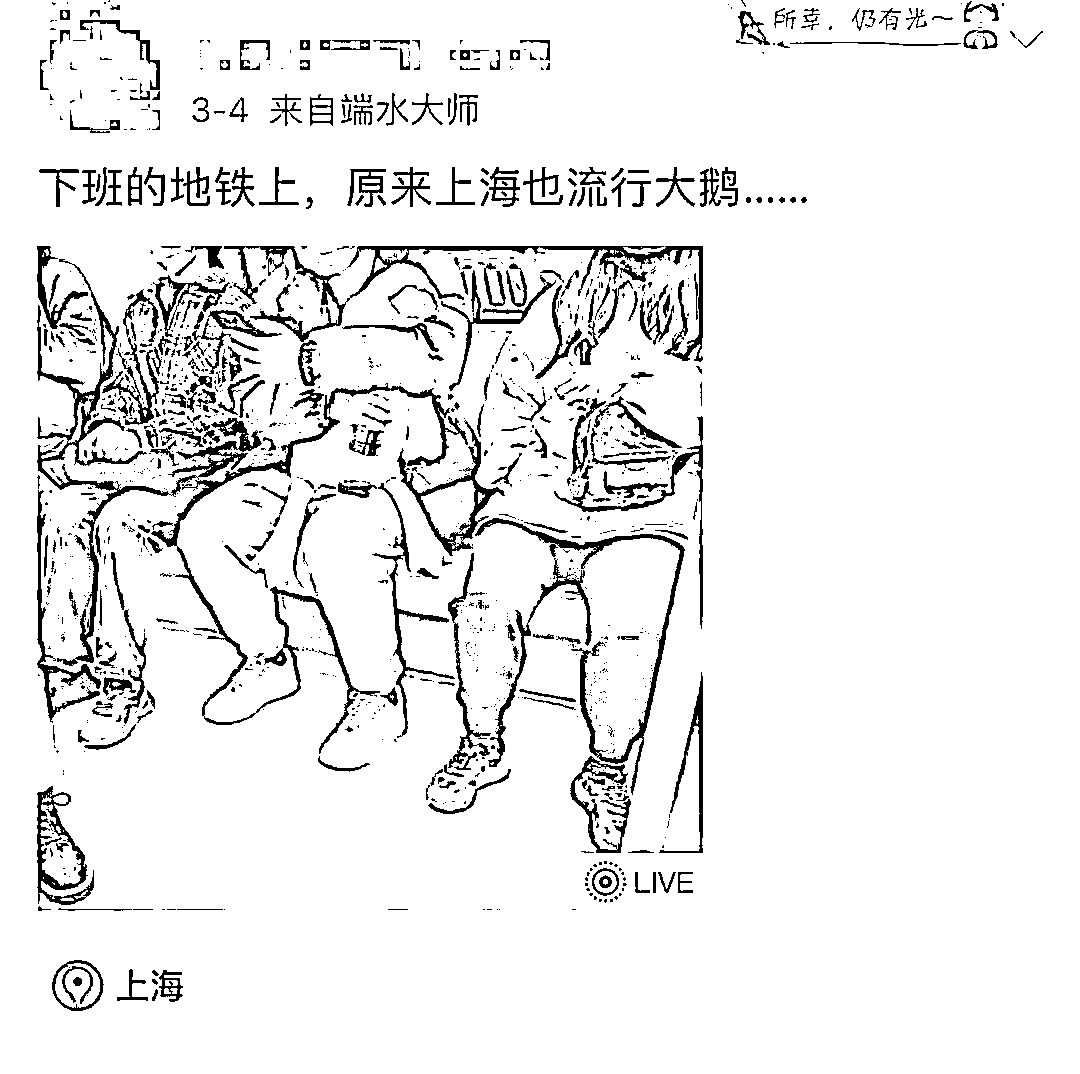 所幸，仍有光～
3-4 来自端水大师
下班的地铁上，原来上海也流行大鹅......
LIVE
上海